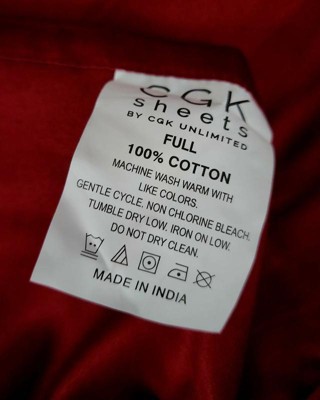 CGK
sheets
BY CGK UNLIMITED
FULL
100% COTTON
MACHINE WASH WARM WITH
LIKE COLORS.
GENTLE CYCLE. NON CHLORINE BLEACH.
TUMBLE DRY LOW. IRON ON LOW.
DO NOT DRY CLEAN.
MADE IN INDIA